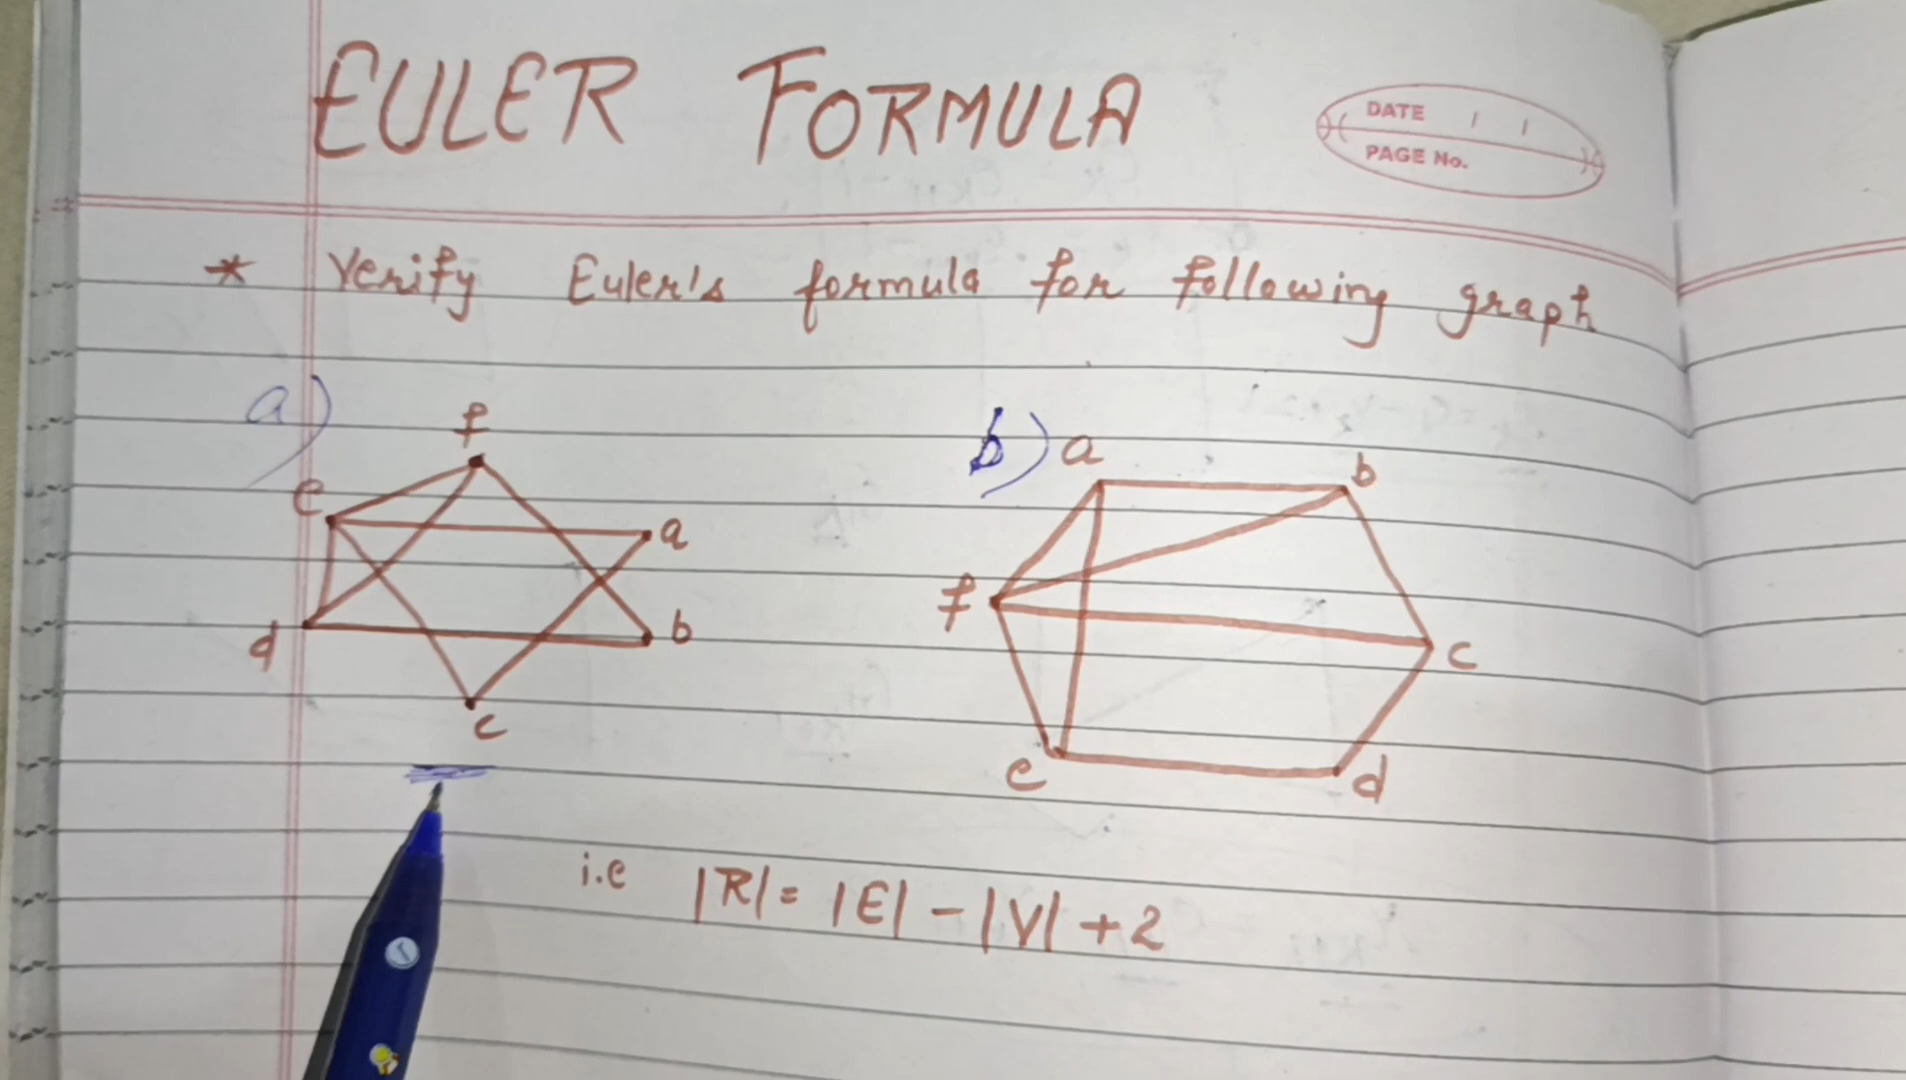 EULER FORMULA
DATE / /
PAGE No.
* Verify Euler's formula for following graph
a)
f
e
a
d
b
c
b)
a
b
f
c
e
d
i.e |R| = |E| - |V| + 2